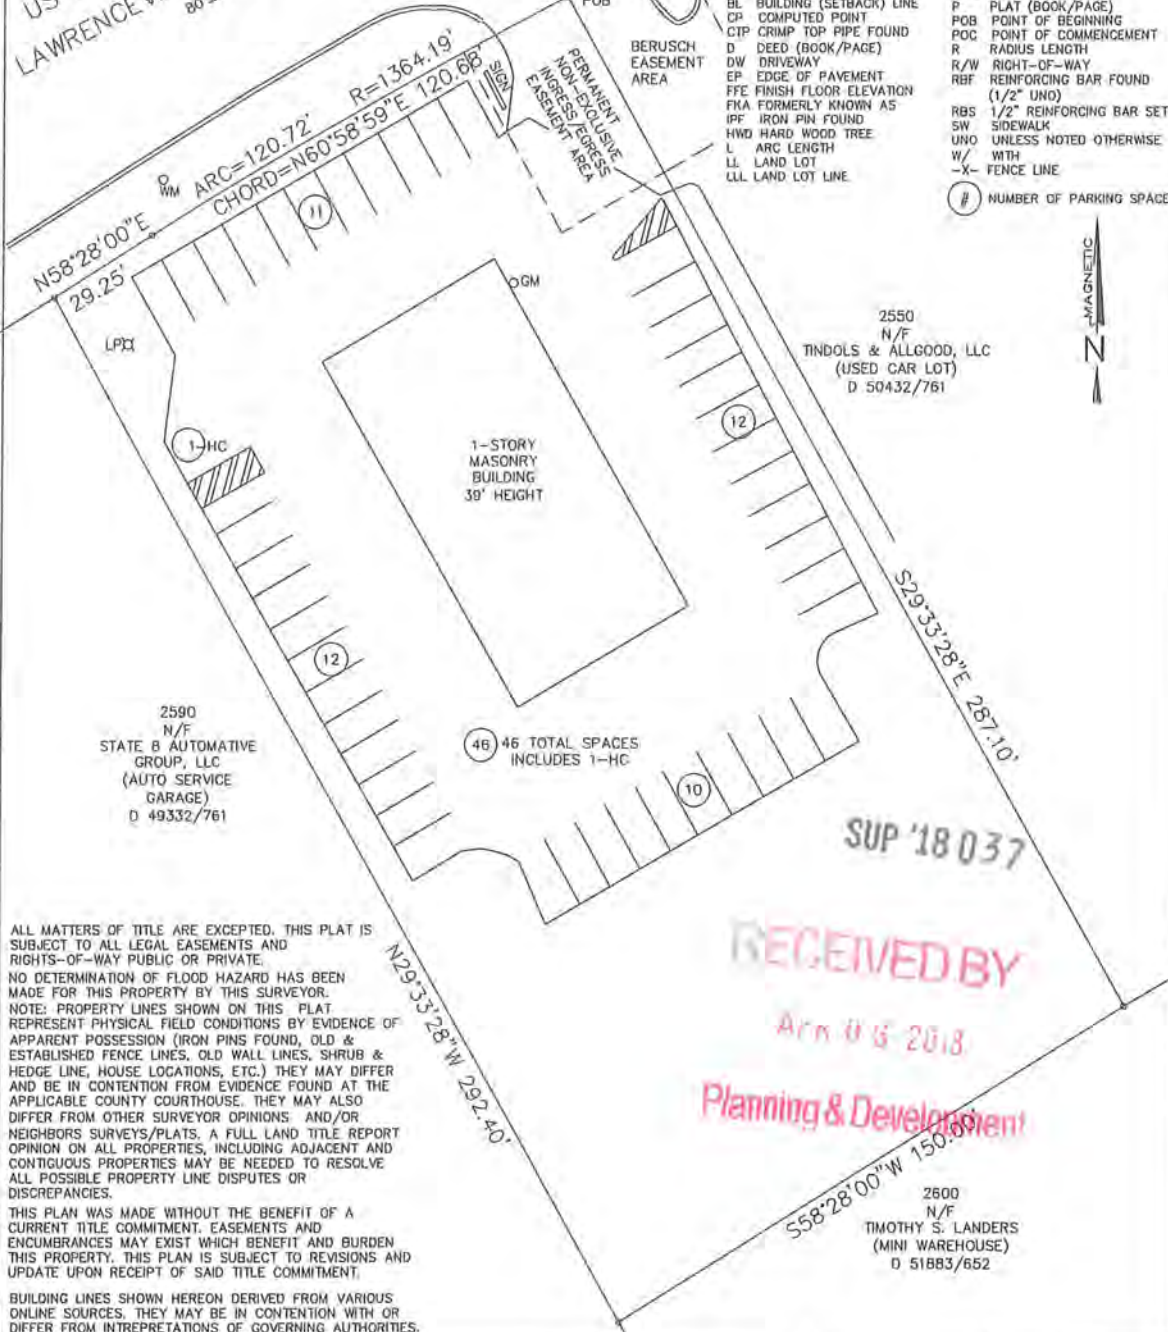 US
LAWRENCE
80'
POB
BERUSCH
EASEMENT
AREA
BL BUILDING (SETBACK) LINE
CP COMPUTED POINT
CTP CRIMP TOP PIPE FOUND
D DEED (BOOK/PAGE)
DW DRIVEWAY
EP EDGE OF PAVEMENT
FFE FINISH FLOOR ELEVATION
FKA FORMERLY KNOWN AS
IPF IRON PIN FOUND
HWD HARD WOOD TREE
L ARC LENGTH
LL LAND LOT
LLL LAND LOT LINE
P PLAT (BOOK/PAGE)
POB POINT OF BEGINNING
POC POINT OF COMMENCEMENT
R RADIUS LENGTH
R/W RIGHT-OF-WAY
RBF REINFORCING BAR FOUND
(1/2" UNO)
RBS 1/2" REINFORCING BAR SET
SW SIDEWALK
UNO UNLESS NOTED OTHERWISE
W/ WITH
-X- FENCE LINE
# NUMBER OF PARKING SPACE
R=1364.19'
ARC=120.72'
CHORD=N60°58'59"E 120.68'
SIGN
PERMANENT
NON-EXCLUSIVE
INGRESS/EGRESS
EASEMENT AREA
WM
N58°28'00"E
29.25'
11
GM
LP
MAGNETIC
N
2550
N/F
TINDOLS & ALLGOOD, LLC
(USED CAR LOT)
D 50432/761
1-HC
1-STORY
MASONRY
BUILDING
39' HEIGHT
12
S29°33'28"E 287.10'
12
2590
N/F
STATE 8 AUTOMATIVE
GROUP, LLC
(AUTO SERVICE
GARAGE)
D 49332/761
46 46 TOTAL SPACES
INCLUDES 1-HC
10
SUP '18 037
RECEIVED BY
2018
Planning & Development
N29°33'28"W 292.40'
S58°28'00"W
2600
N/F
TIMOTHY S. LANDERS
(MINI WAREHOUSE)
D 51883/652
ALL MATTERS OF TITLE ARE EXCEPTED. THIS PLAT IS
SUBJECT TO ALL LEGAL EASEMENTS AND
RIGHTS-OF-WAY PUBLIC OR PRIVATE.
NO DETERMINATION OF FLOOD HAZARD HAS BEEN
MADE FOR THIS PROPERTY BY THIS SURVEYOR.
NOTE: PROPERTY LINES SHOWN ON THIS PLAT
REPRESENT PHYSICAL FIELD CONDITIONS BY EVIDENCE OF
APPARENT POSSESSION (IRON PINS FOUND, OLD &
ESTABLISHED FENCE LINES, OLD WALL LINES, SHRUB &
HEDGE LINE, HOUSE LOCATIONS, ETC.) THEY MAY DIFFER
AND BE IN CONTENTION FROM EVIDENCE FOUND AT THE
APPLICABLE COUNTY COURTHOUSE. THEY MAY ALSO
DIFFER FROM OTHER SURVEYOR OPINIONS AND/OR
NEIGHBORS SURVEYS/PLATS. A FULL LAND TITLE REPORT
OPINION ON ALL PROPERTIES, INCLUDING ADJACENT AND
CONTIGUOUS PROPERTIES MAY BE NEEDED TO RESOLVE
ALL POSSIBLE PROPERTY LINE DISPUTES OR
DISCREPANCIES.
THIS PLAN WAS MADE WITHOUT THE BENEFIT OF A
CURRENT TITLE COMMITMENT. EASEMENTS AND
ENCUMBRANCES MAY EXIST WHICH BENEFIT AND BURDEN
THIS PROPERTY. THIS PLAN IS SUBJECT TO REVISIONS AND
UPDATE UPON RECEIPT OF SAID TITLE COMMITMENT.
BUILDING LINES SHOWN HEREON DERIVED FROM VARIOUS
ONLINE SOURCES. THEY MAY BE IN CONTENTION WITH OR
DIFFER FROM INTREPRETATIONS OF GOVERNING AUTHORITIES.